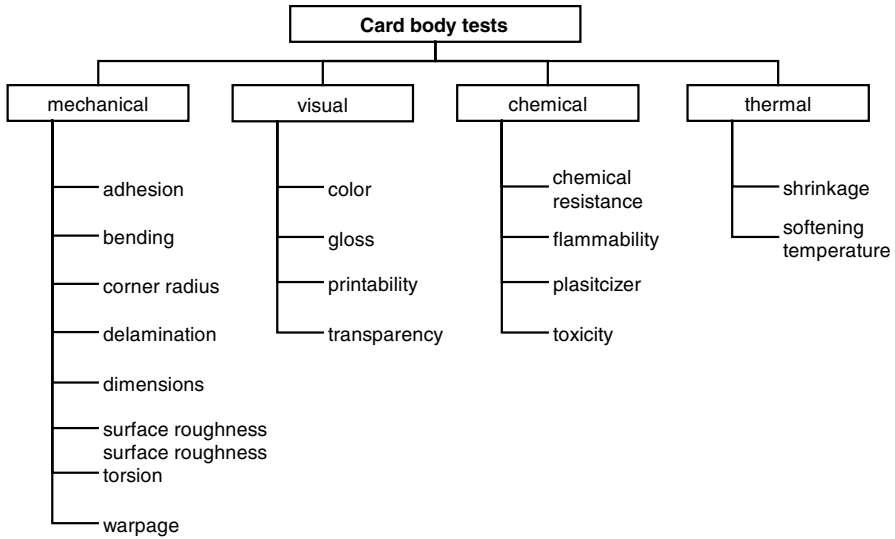 Card body tests
mechanical
visual
chemical
thermal
adhesion
bending
corner radius
delamination
dimensions
surface roughness
surface roughness
torsion
warpage
color
gloss
printability
transparency
chemical
resistance
flammability
plasitcizer
toxicity
shrinkage
softening
temperature